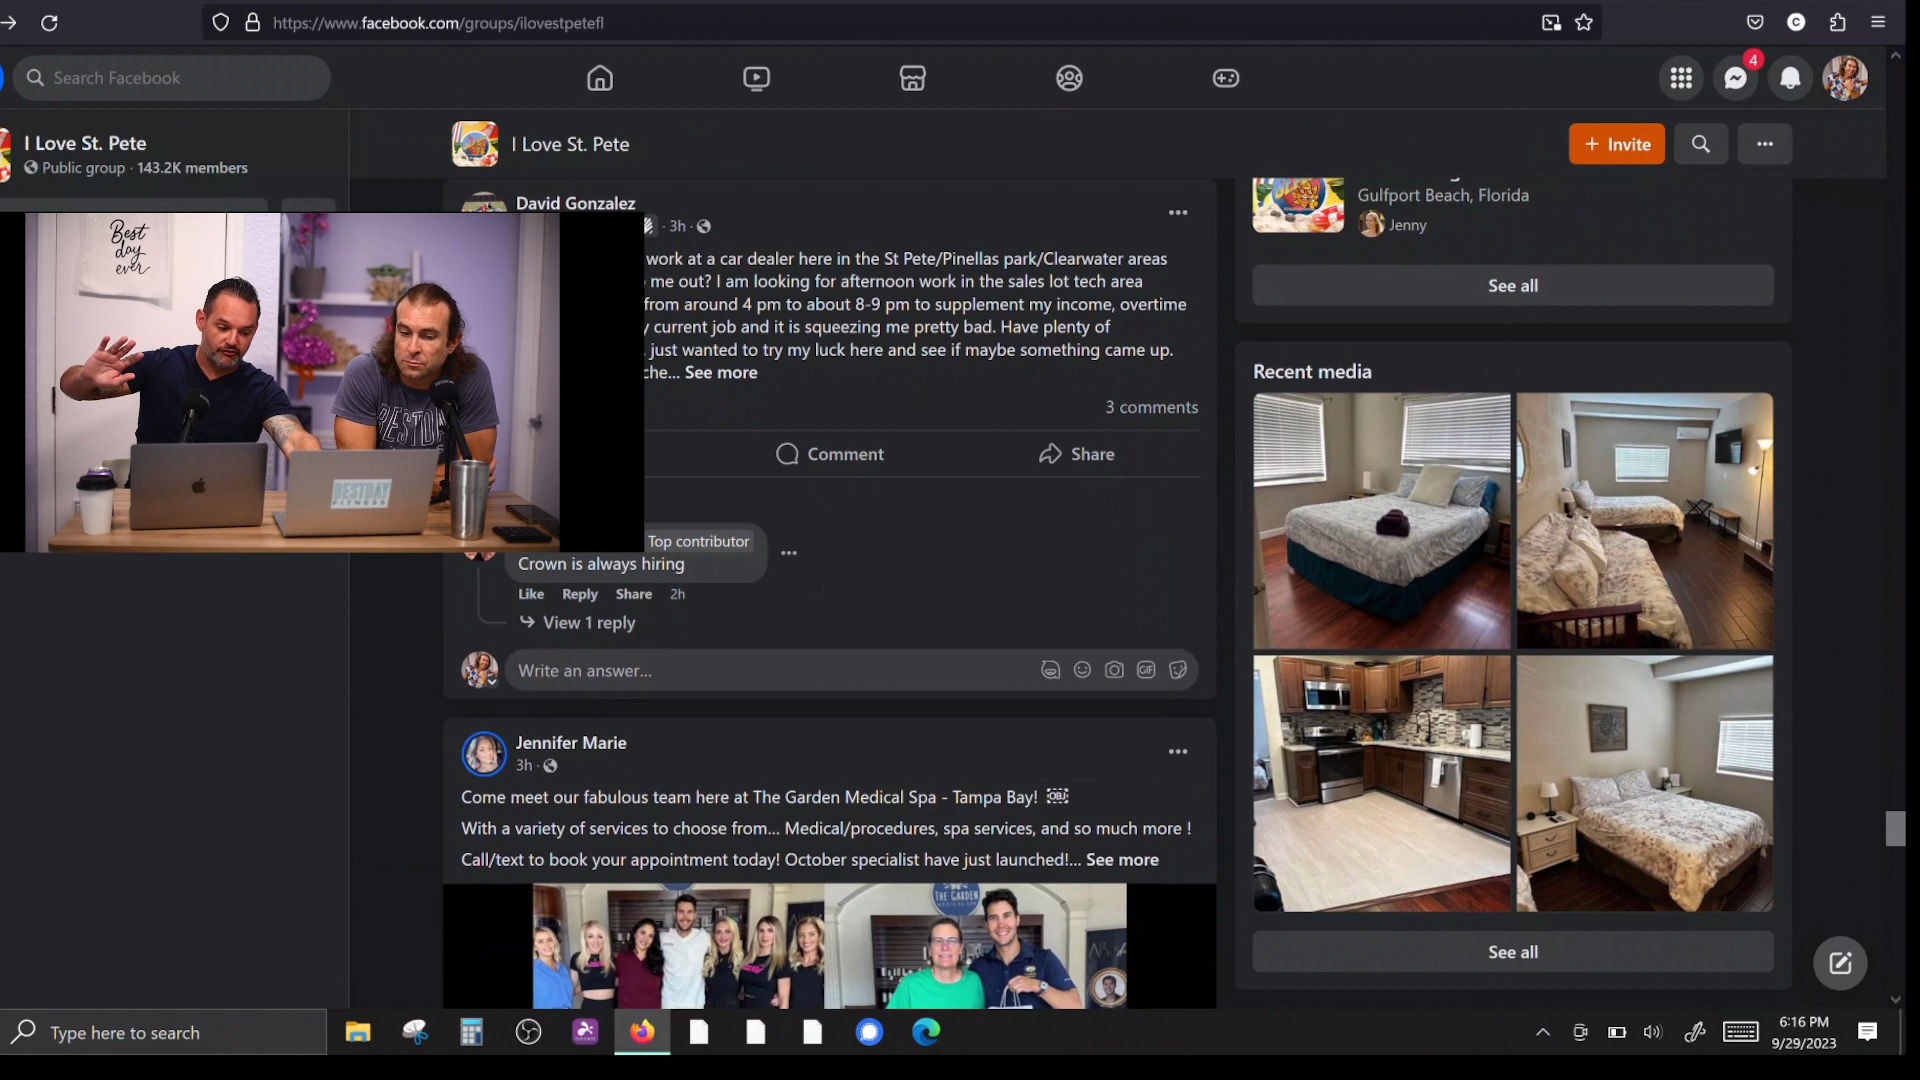 https://www.facebook.com/groups/ilovestpetefl
Search Facebook
4
I Love St. Pete
Public group · 143.2K members
I Love St. Pete
+ Invite
David Gonzalez
· 3h ·
work at a car dealer here in the St Pete/Pinellas park/Clearwater areas
me out? I am looking for afternoon work in the sales lot tech area
from around 4 pm to about 8-9 pm to supplement my income, overtime
current job and it is squeezing me pretty bad. Have plenty of
just wanted to try my luck here and see if maybe something came up.
che... See more
3 comments
Comment
Share
Top contributor
Crown is always hiring
Like Reply Share 2h
View 1 reply
Write an answer...
GIF
Jennifer Marie
3h ·
Come meet our fabulous team here at The Garden Medical Spa - Tampa Bay! OBJ
With a variety of services to choose from... Medical/procedures, spa services, and so much more !
Call/text to book your appointment today! October specialist have just launched!... See more
THE GARDEN
MEDICAL SPA
Gulfport Beach, Florida
Jenny
See all
Recent media
See all
Best
day
ever
BESTDAY
FITNESS
Type here to search
6:16 PM
9/29/2023